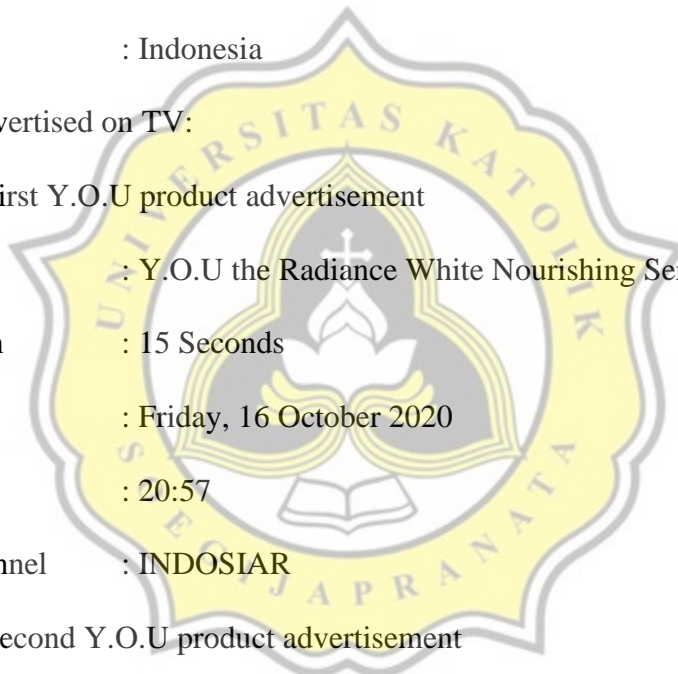 : Indonesia
vertised on TV:
irst Y.O.U product advertisement
: Y.O.U the Radiance White Nourishing Se
: 15 Seconds
: Friday, 16 October 2020
: 20:57
nnel : INDOSIAR
econd Y.O.U product advertisement
UNIVERSITAS KATOLIK
SOEGIJAPRANATA